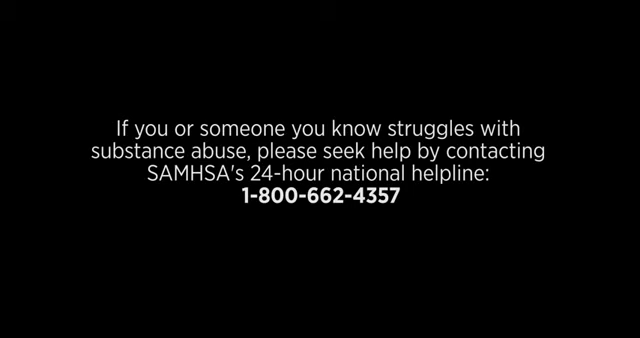 If you or someone you know struggles with
substance abuse, please seek help by contacting
SAMHSA's 24-hour national helpline:
1-800-662-4357